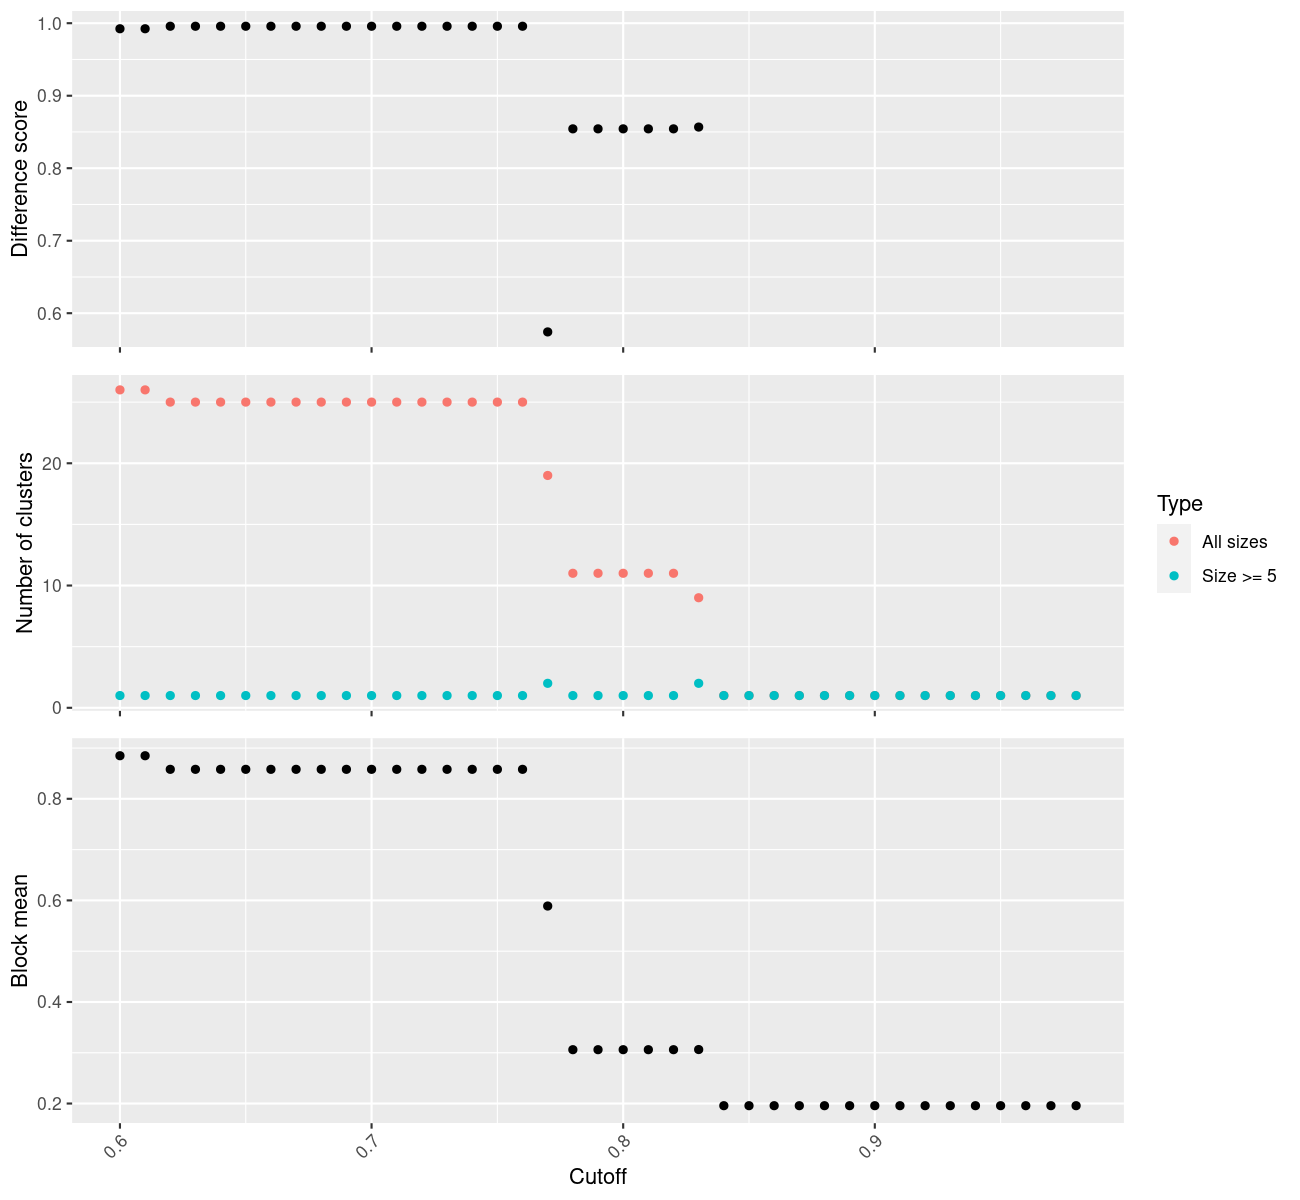 Difference score
1.0
0.9
0.8
0.7
0.6
Number of clusters
20
10
0
Type
All sizes
Size >= 5
Block mean
0.8
0.6
0.4
0.2
0.6
0.7
0.8
0.9
Cutoff